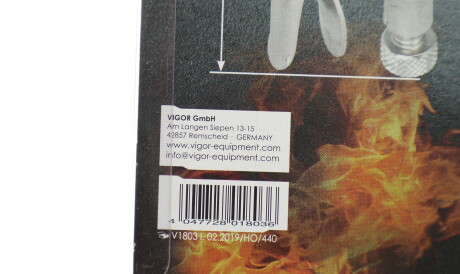 VIGOR GmbH
Am Langen Siepen 13-15
42857 Remscheid · GERMANY
www.vigor-equipment.com
info@vigor-equipment.com
4 047728 018036
V1803 I. 02.2019/HO/440